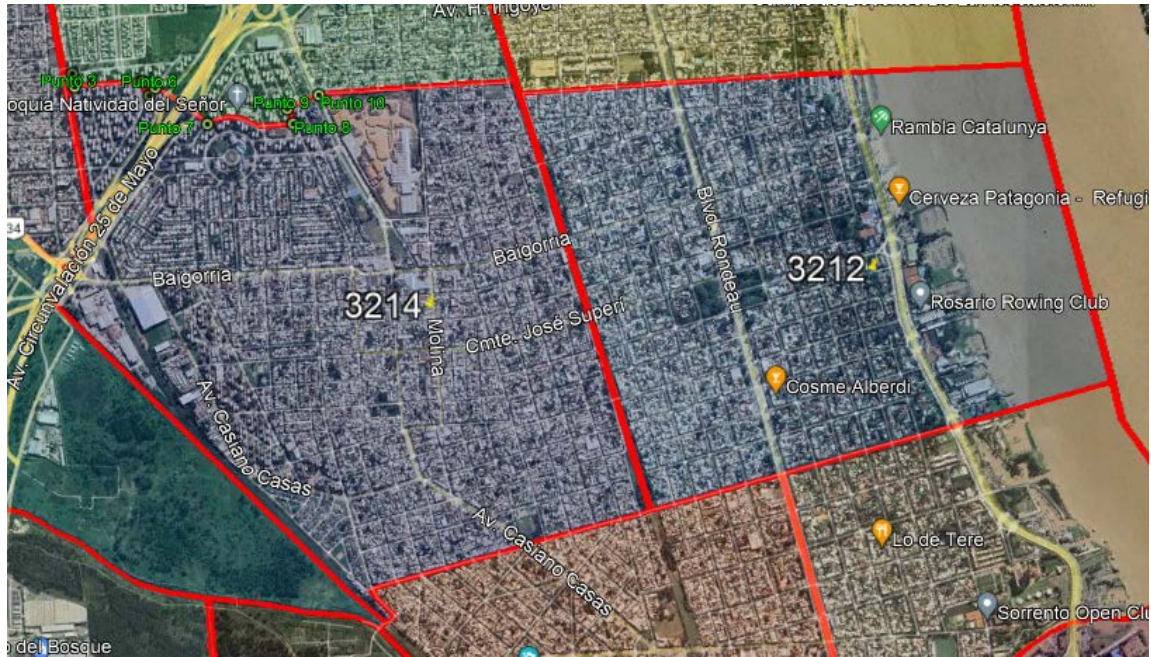 Av. H. Irigoyen
Punto 3
Punto 6
oquia Natividad del Señor
Punto 9
Punto 10
Punto 7
Punto 8
Rambla Catalunya
Cerveza Patagonia - Refugi
Av. Circunvalación 25 de Mayo
34
Baigorria
Baigorria
Blvd. Rondeau
3212
3214
Rosario Rowing Club
Molina
Cmte. José Superí
Cosme Alberdi
Av. Casiano Casas
Av. Casiano Casas
Lo de Tere
Sorrento Open Clu
o del Bosque